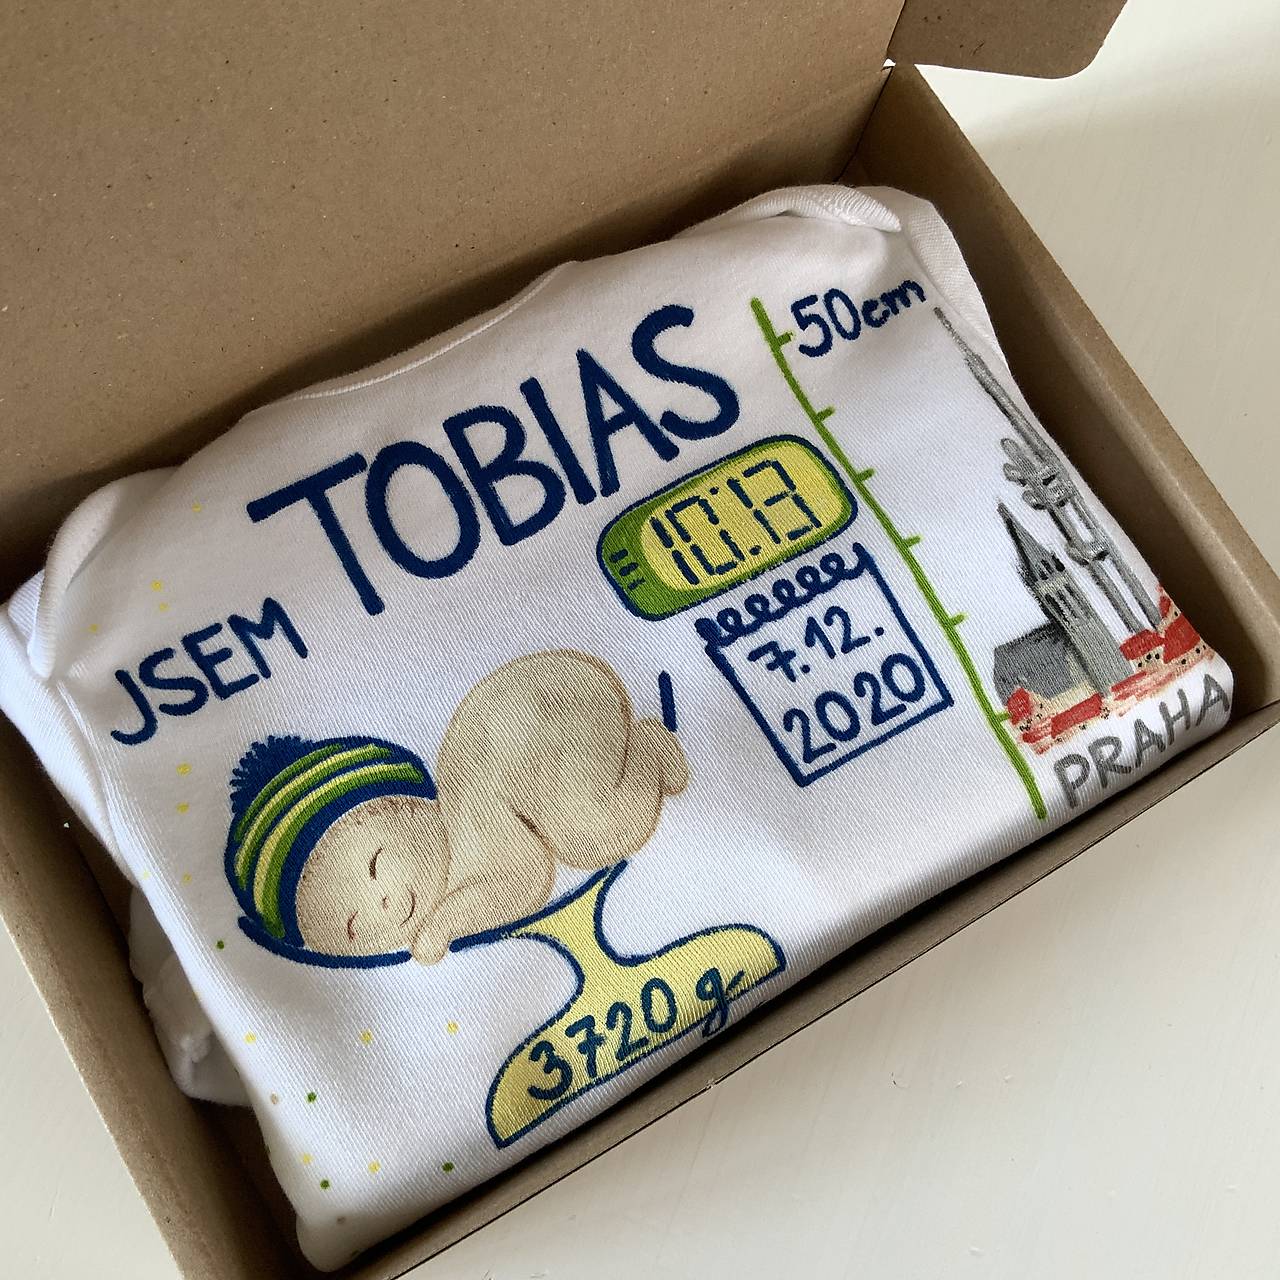 JSEM
TOBIAS
50cm
10:13
7.12.
2020
PRAHA
3720 g